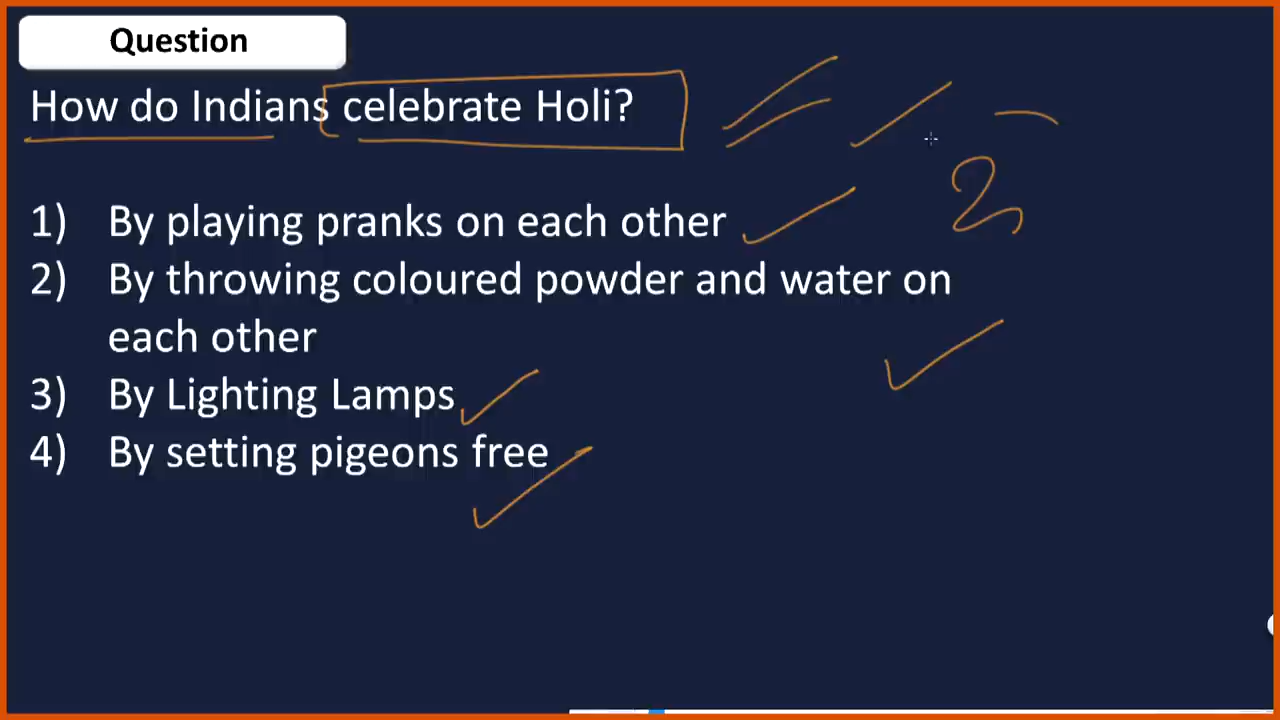 Question
How do Indians celebrate Holi?
2
1) By playing pranks on each other
2) By throwing coloured powder and water on
each other
3) By Lighting Lamps
4) By setting pigeons free